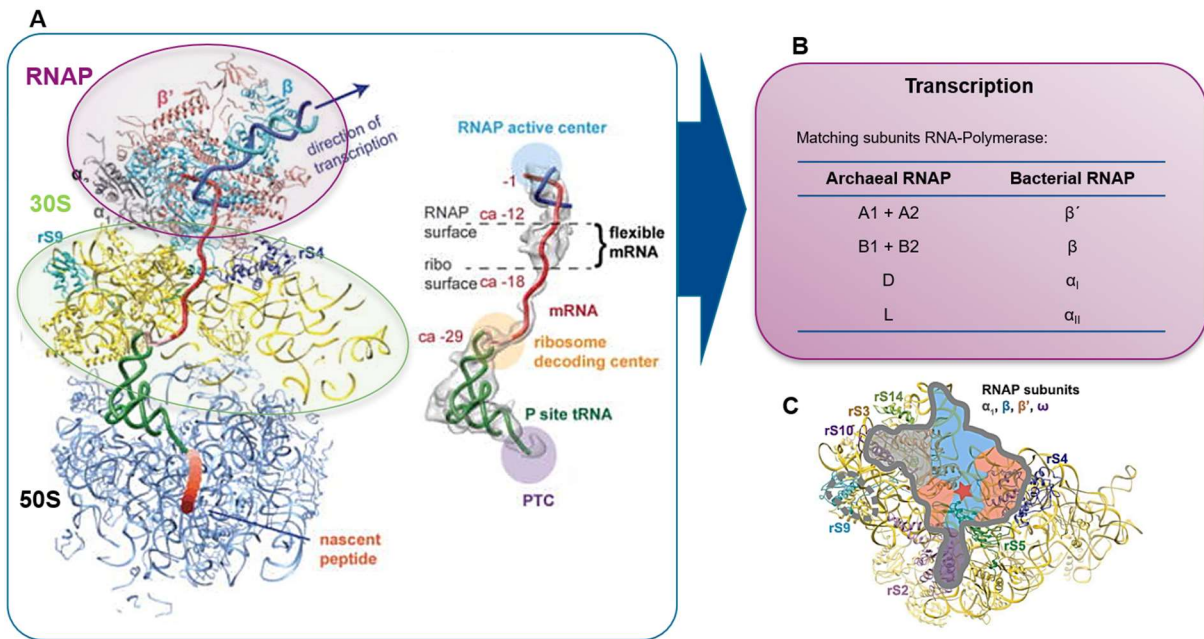 A
RNAP
β'
β
direction of
transcription
α
α₁
30S
rS9
rS4
50S
nascent
peptide
RNAP active center
-1
RNAP
surface
ca -12
flexible
mRNA
ribo
surface
ca -18
mRNA
ca -29
ribosome
decoding center
P site tRNA
PTC
B
Transcription
Matching subunits RNA-Polymerase:
Archaeal RNAP Bacterial RNAP
A1 + A2 β´
B1 + B2 β
D αI
L αII
C
RNAP subunits
α₁, β, β', ω
rS14
rS3
rS10
rS4
rS9
rS5
rS2